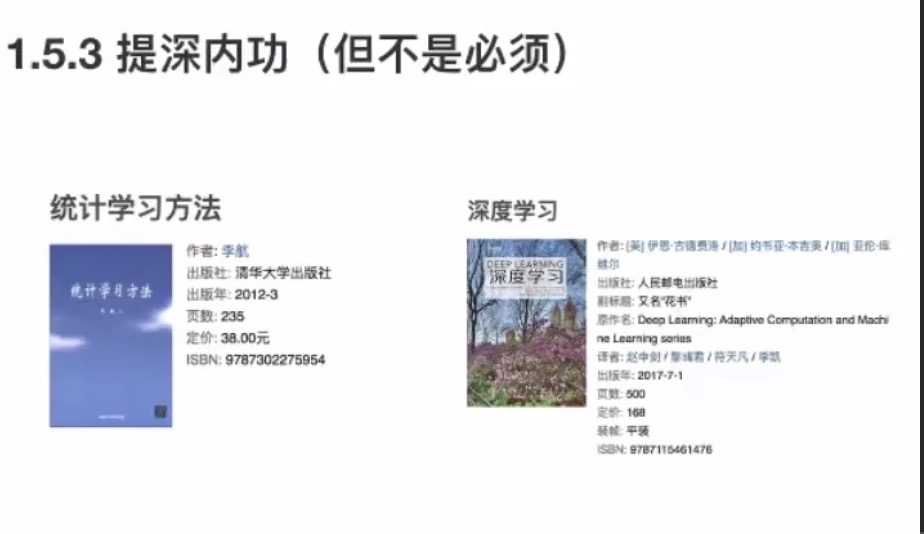 1.5.3 提深内功（但不是必须）
统计学习方法
统计学习方法
作者: 李航
出版社: 清华大学出版社
出版年: 2012-3
页数: 235
定价: 38.00元
ISBN: 9787302275954
深度学习
DEEP LEARNING
深度学习
作者: [美] 伊恩·古德费洛 / [加] 约书亚·本吉奥 / [加] 亚伦·库
维尔
出版社: 人民邮电出版社
副标题: 又名“花书”
原作名: Deep Learning: Adaptive Computation and Machi
ne Learning series
译者: 赵申剑 / 黎彧君 / 符天凡 / 李凯
出版年: 2017-7-1
页数: 500
定价: 168
装帧: 平装
ISBN: 9787115461476